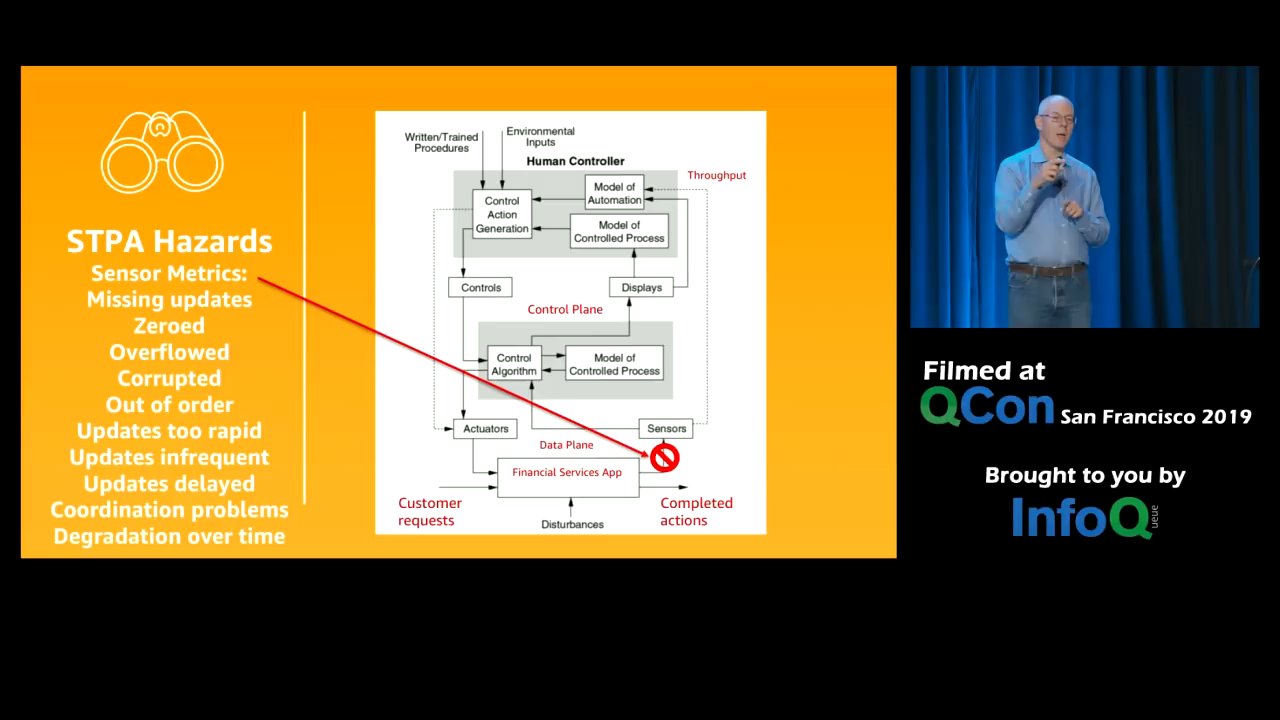 STPA Hazards
Sensor Metrics:
Missing updates
Zeroed
Overflowed
Corrupted
Out of order
Updates too rapid
Updates infrequent
Updates delayed
Coordination problems
Degradation over time
Written/Trained
Procedures
Environmental
Inputs
Human Controller
Throughput
Control
Action
Generation
Model of
Automation
Model of
Controlled Process
Controls
Displays
Control Plane
Control
Algorithm
Model of
Controlled Process
Actuators
Sensors
Data Plane
Financial Services App
Customer
requests
Completed
actions
Disturbances
Filmed at
QCon San Francisco 2019
Brought to you by
InfoQ
ueue